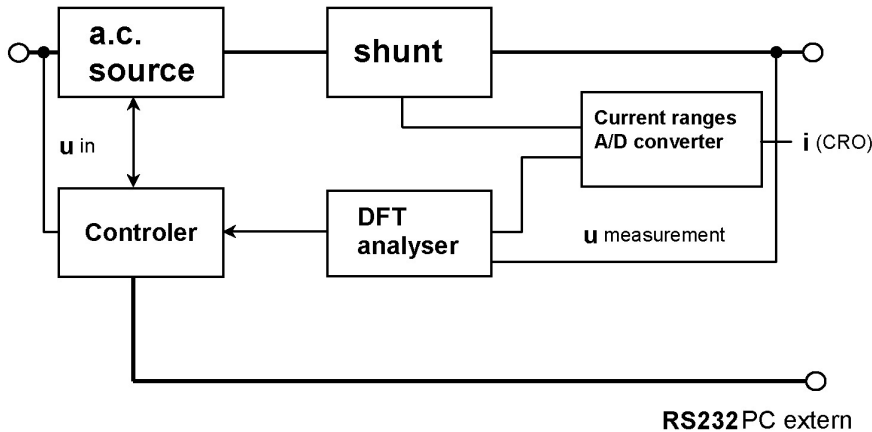 a.c.
source
shunt
Current ranges
A/D converter
i (CRO)
u in
Controler
DFT
analyser
u measurement
RS232 PC extern